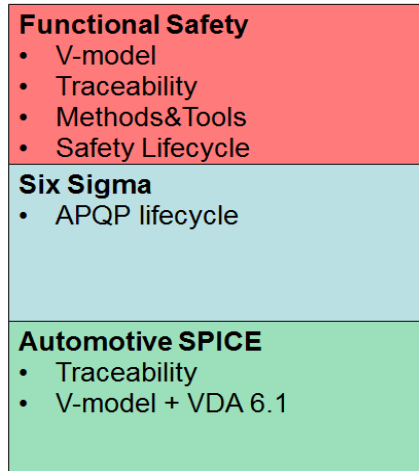 Functional Safety
• V-model
• Traceability
• Methods&Tools
• Safety Lifecycle
Six Sigma
• APQP lifecycle
Automotive SPICE
• Traceability
• V-model + VDA 6.1